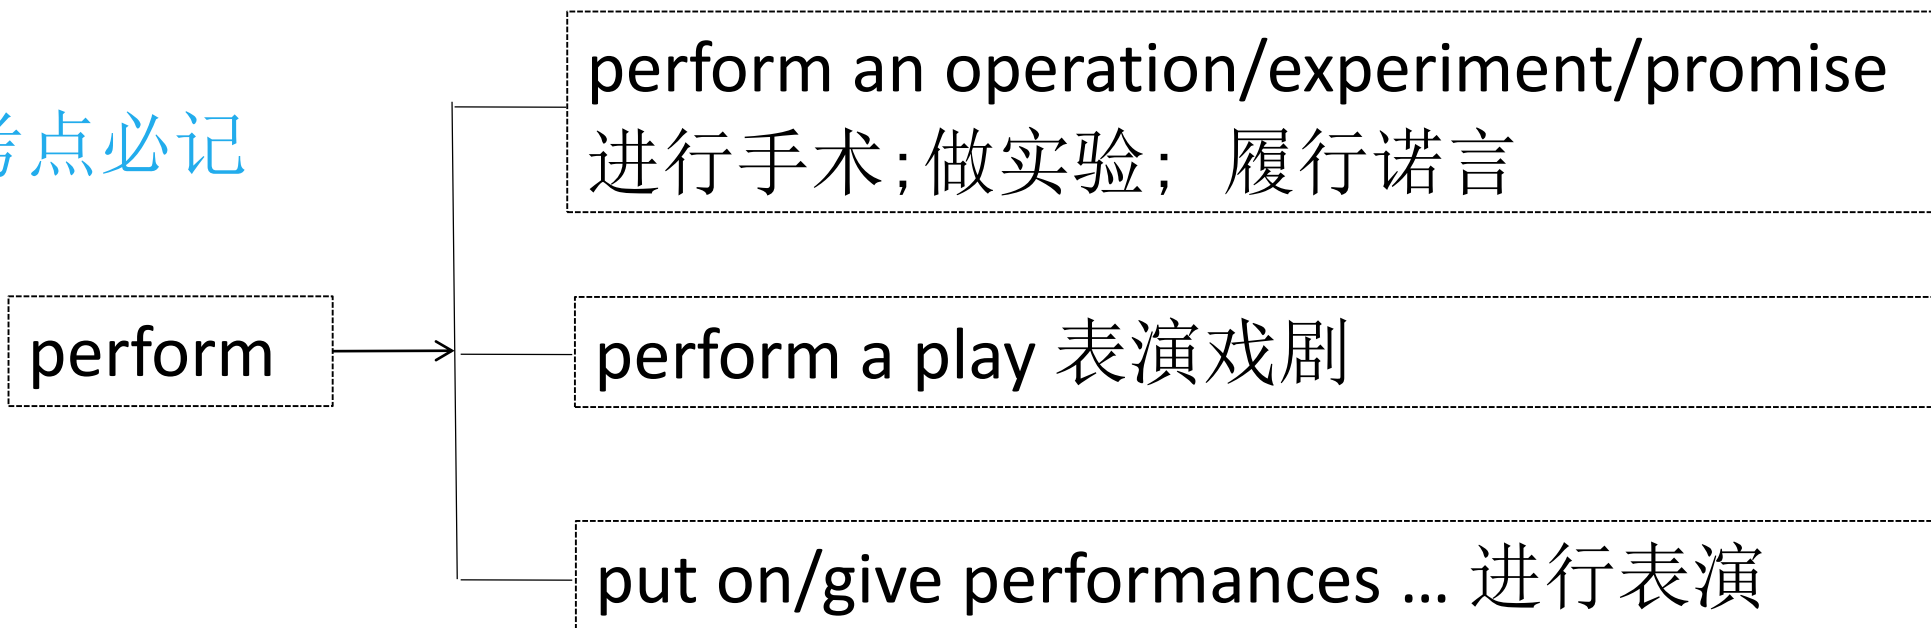 考点必记
perform an operation/experiment/promise
进行手术;做实验; 履行诺言
perform
perform a play 表演戏剧
put on/give performances … 进行表演